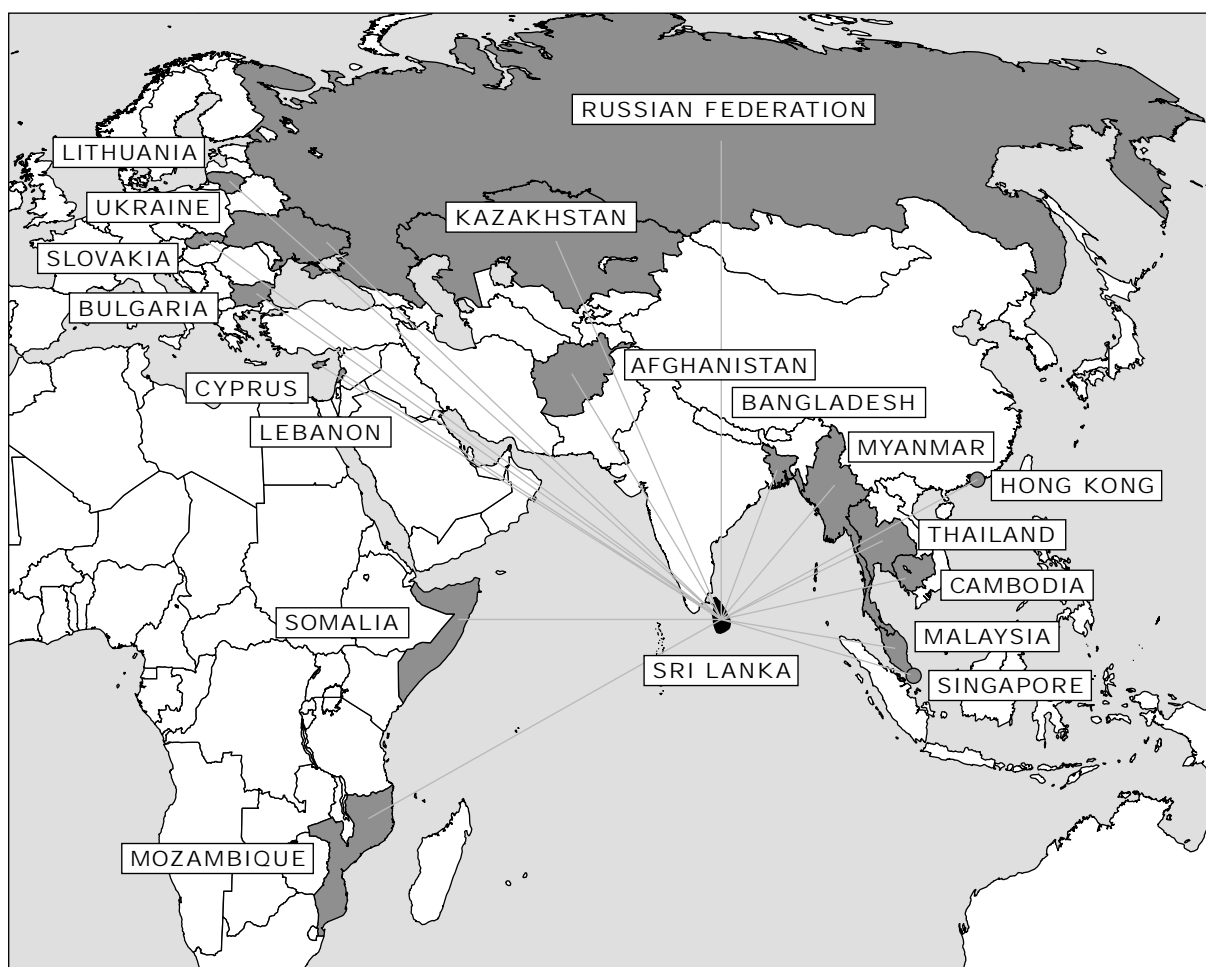 RUSSIAN FEDERATION
LITHUANIA
UKRAINE
KAZAKHSTAN
SLOVAKIA
BULGARIA
AFGHANISTAN
CYPRUS
BANGLADESH
LEBANON
MYANMAR
HONG KONG
THAILAND
CAMBODIA
SOMALIA
MALAYSIA
SRI LANKA
SINGAPORE
MOZAMBIQUE